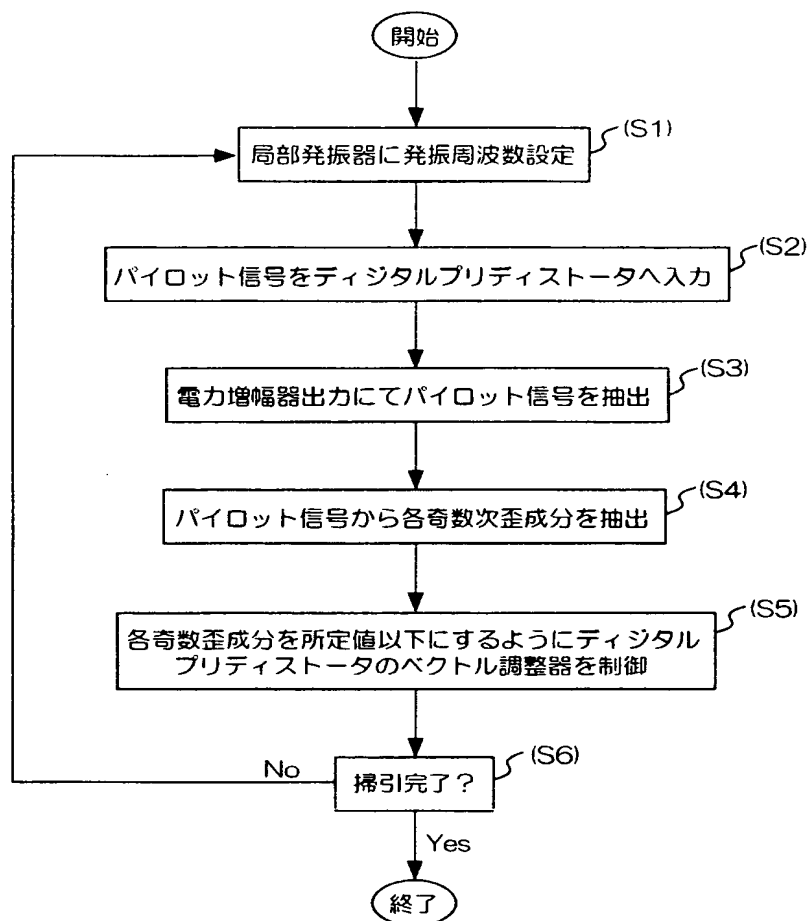 開始
局部発振器に発振周波数設定
(S1)
パイロット信号をディジタルプリディストータへ入力
(S2)
電力増幅器出力にてパイロット信号を抽出
(S3)
パイロット信号から各奇数次歪成分を抽出
(S4)
各奇数歪成分を所定値以下にするようにディジタル
プリディストータのベクトル調整器を制御
(S5)
掃引完了?
(S6)
No
Yes
終了